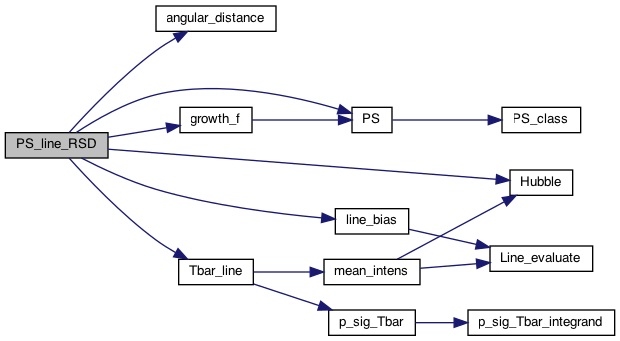 angular_distance
PS_line_RSD
growth_f
PS
PS_class
Hubble
line_bias
Line_evaluate
Tbar_line
mean_intens
p_sig_Tbar
p_sig_Tbar_integrand